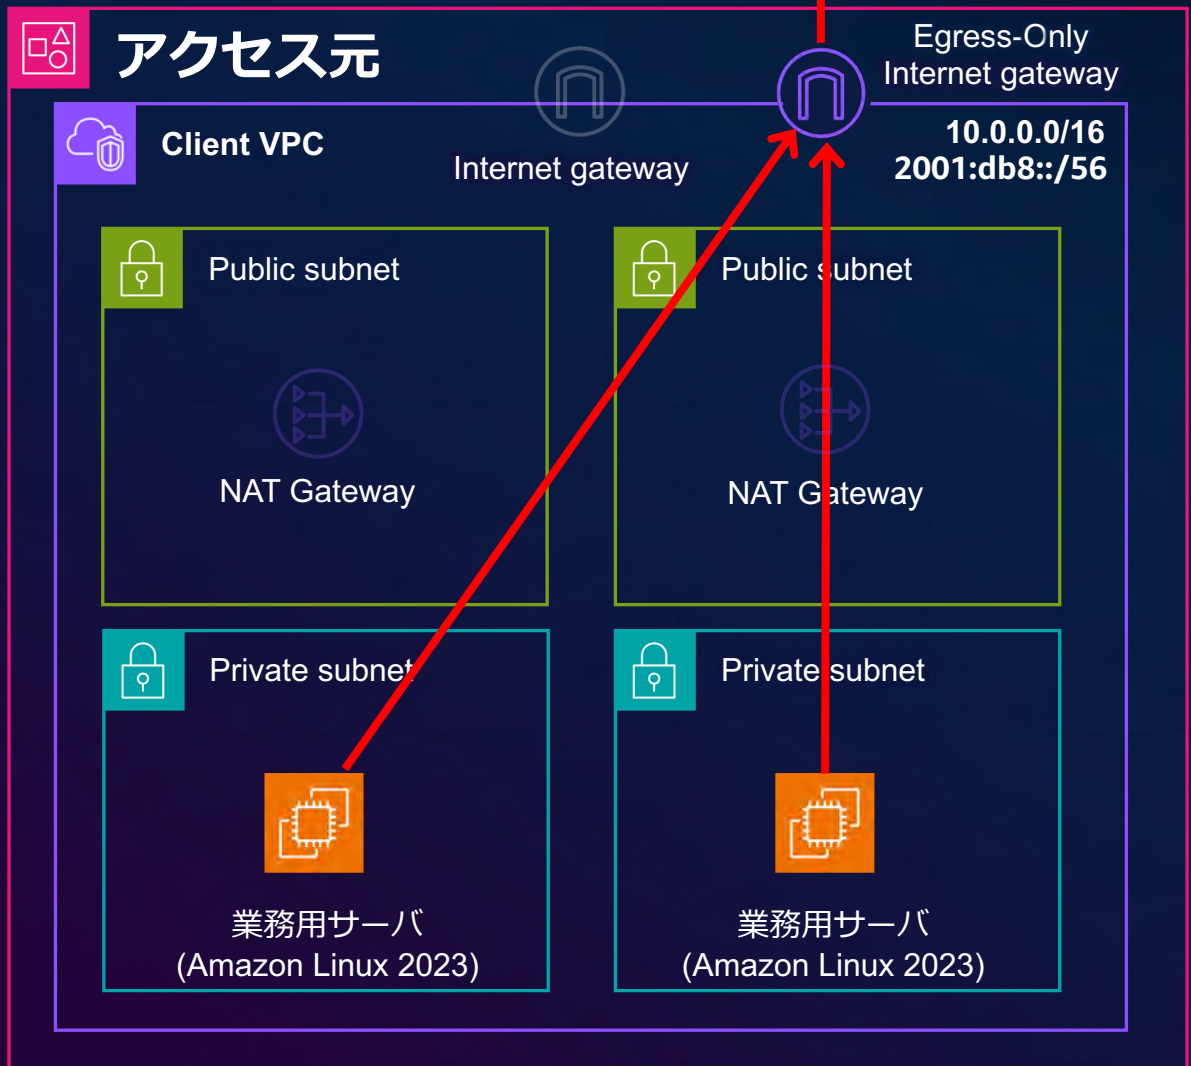 アクセス元
Egress-Only
Internet gateway
Client VPC
Internet gateway
10.0.0.0/16
2001:db8::/56
Public subnet
Public subnet
NAT Gateway
NAT Gateway
Private subnet
Private subnet
業務用サーバ
(Amazon Linux 2023)
業務用サーバ
(Amazon Linux 2023)